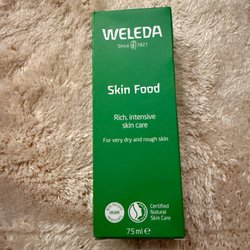 WELEDA
Since 1921
Skin Food
Rich, intensive
skin care
For very dry and rough skin
ORGANIC
Certified
Natural
Skin Care
75 ml e